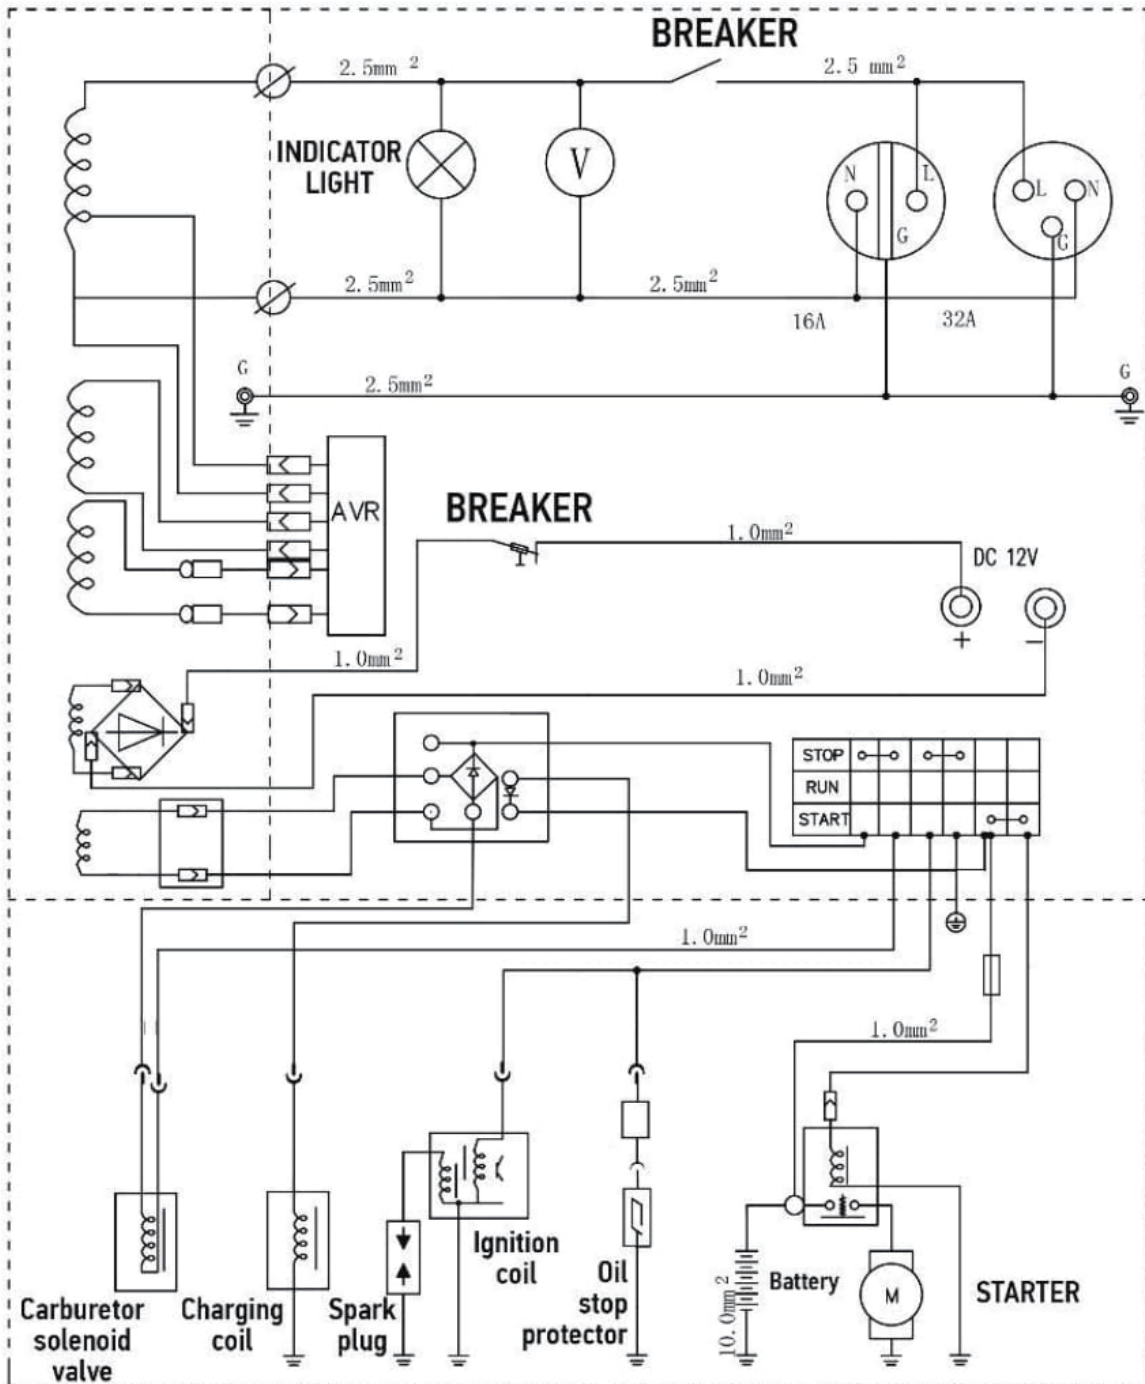 BREAKER
2.5mm 2
2.5 mm2
INDICATOR
LIGHT
V
N
L
G
L
N
G
2.5mm2
2.5mm2
16A
32A
G
2.5mm2
G
AVR
BREAKER
1.0mm2
DC 12V
+
-
1.0mm2
1.0mm2
STOP
RUN
START
1.0mm2
1.0mm2
Carburetor
solenoid
valve
Charging
coil
Spark
plug
Ignition
coil
Oil
stop
protector
10.0mm2
Battery
M
STARTER